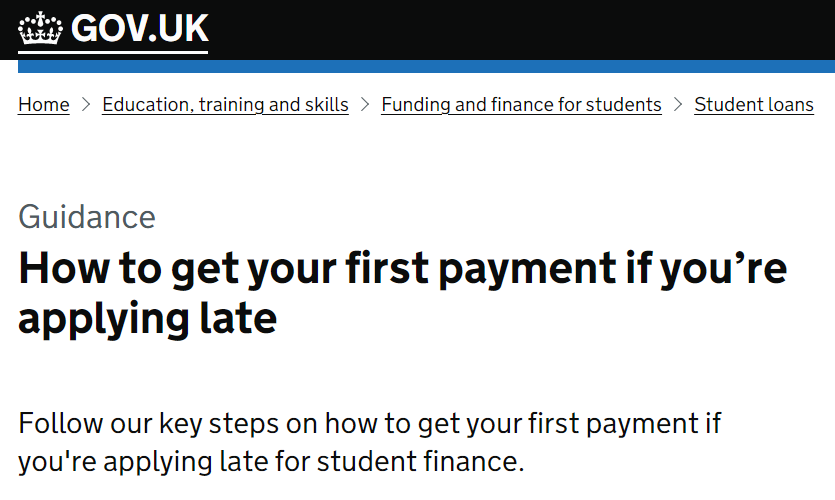 GOV.UK
Home > Education, training and skills > Funding and finance for students > Student loans
Guidance
How to get your first payment if you’re
applying late
Follow our key steps on how to get your first payment if
you're applying late for student finance.